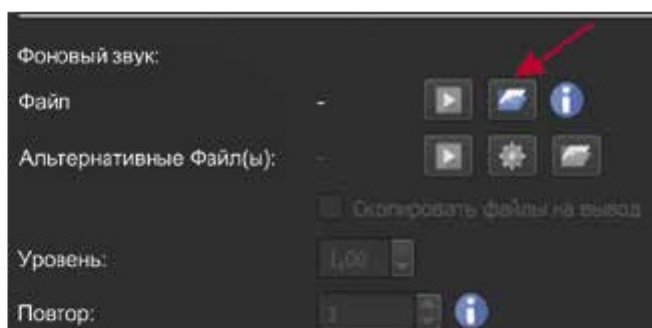 Фоновый звук:
Файл -
Альтернативные Файл(ы): -
Скопировать файлы на вывод
Уровень: 1,00
Повтор: 1